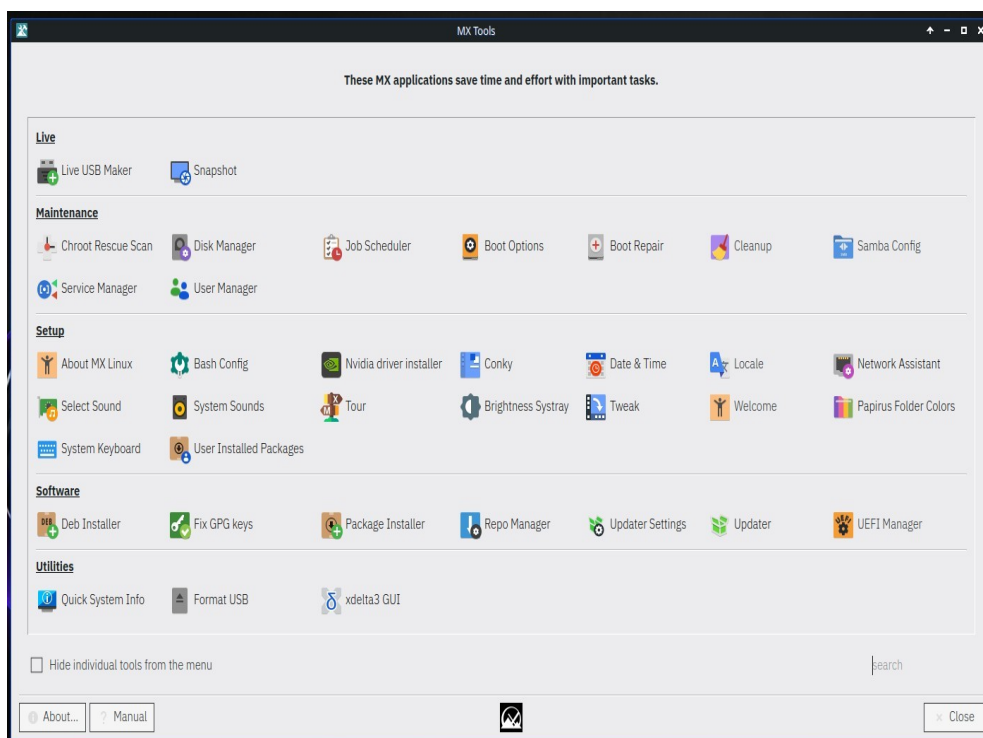 MX Tools
These MX applications save time and effort with important tasks.
Live
Live USB Maker Snapshot
Maintenance
Chroot Rescue Scan Disk Manager Job Scheduler Boot Options Boot Repair Cleanup Samba Config
Service Manager User Manager
Setup
About MX Linux Bash Config Nvidia driver installer Conky Date & Time Locale Network Assistant
Select Sound System Sounds Tour Brightness Systray Tweak Welcome Papirus Folder Colors
System Keyboard User Installed Packages
Software
Deb Installer Fix GPG keys Package Installer Repo Manager Updater Settings Updater UEFI Manager
Utilities
Quick System Info Format USB xdelta3 GUI
Hide individual tools from the menu search
About... ? Manual Close